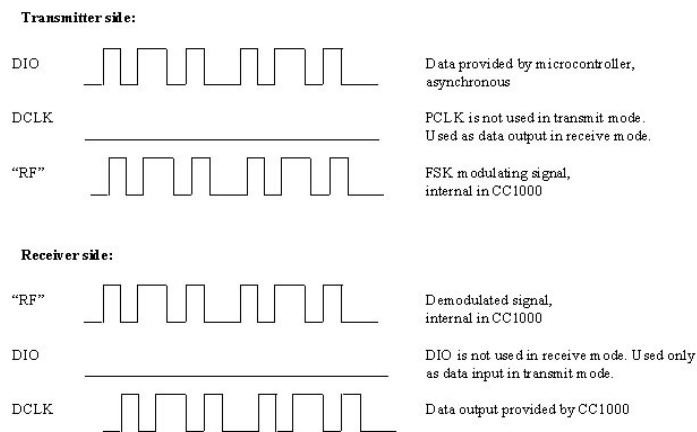 Transmitter side:
DIO
Data provided by microcontroller,
asynchronous
DCLK
PCLK is not used in transmit mode.
Used as data output in receive mode.
“RF”
FSK modulating signal,
internal in CC1000
Receiver side:
“RF”
Demodulated signal,
internal in CC1000
DIO
DIO is not used in receive mode. Used only
as data input in transmit mode.
DCLK
Data output provided by CC1000